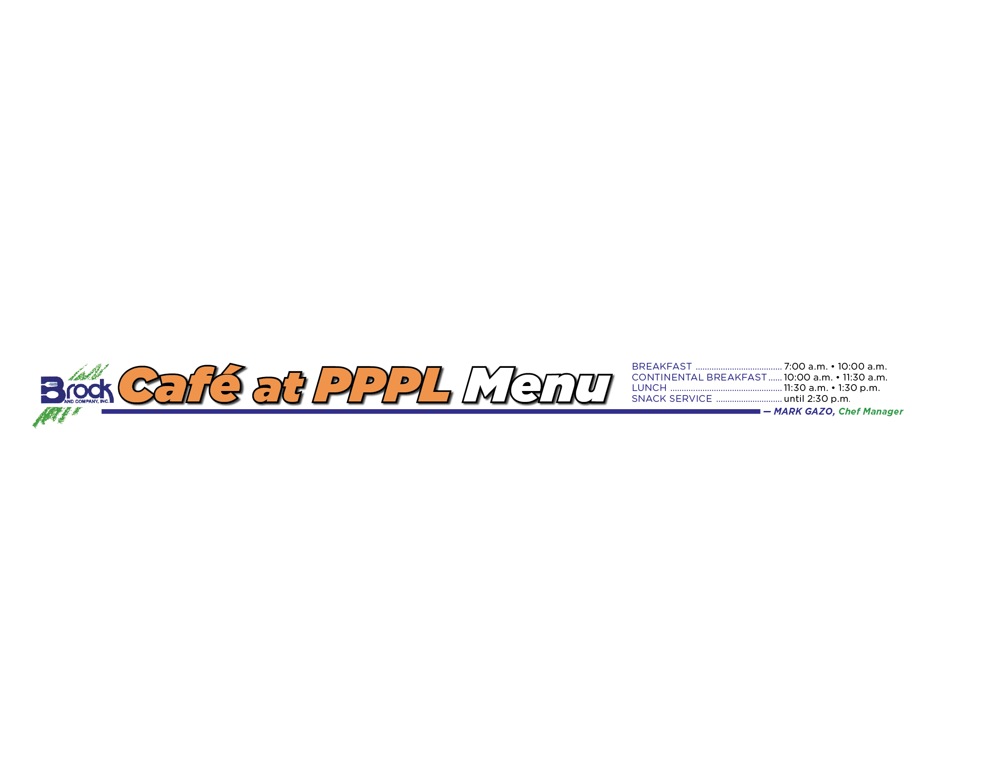 Brock
AND COMPANY, INC.
Café at PPPL Menu
BREAKFAST ...................................... 7:00 a.m. • 10:00 a.m.
CONTINENTAL BREAKFAST ...... 10:00 a.m. • 11:30 a.m.
LUNCH ................................................. 11:30 a.m. • 1:30 p.m.
SNACK SERVICE ............................. until 2:30 p.m.
— MARK GAZO, Chef Manager